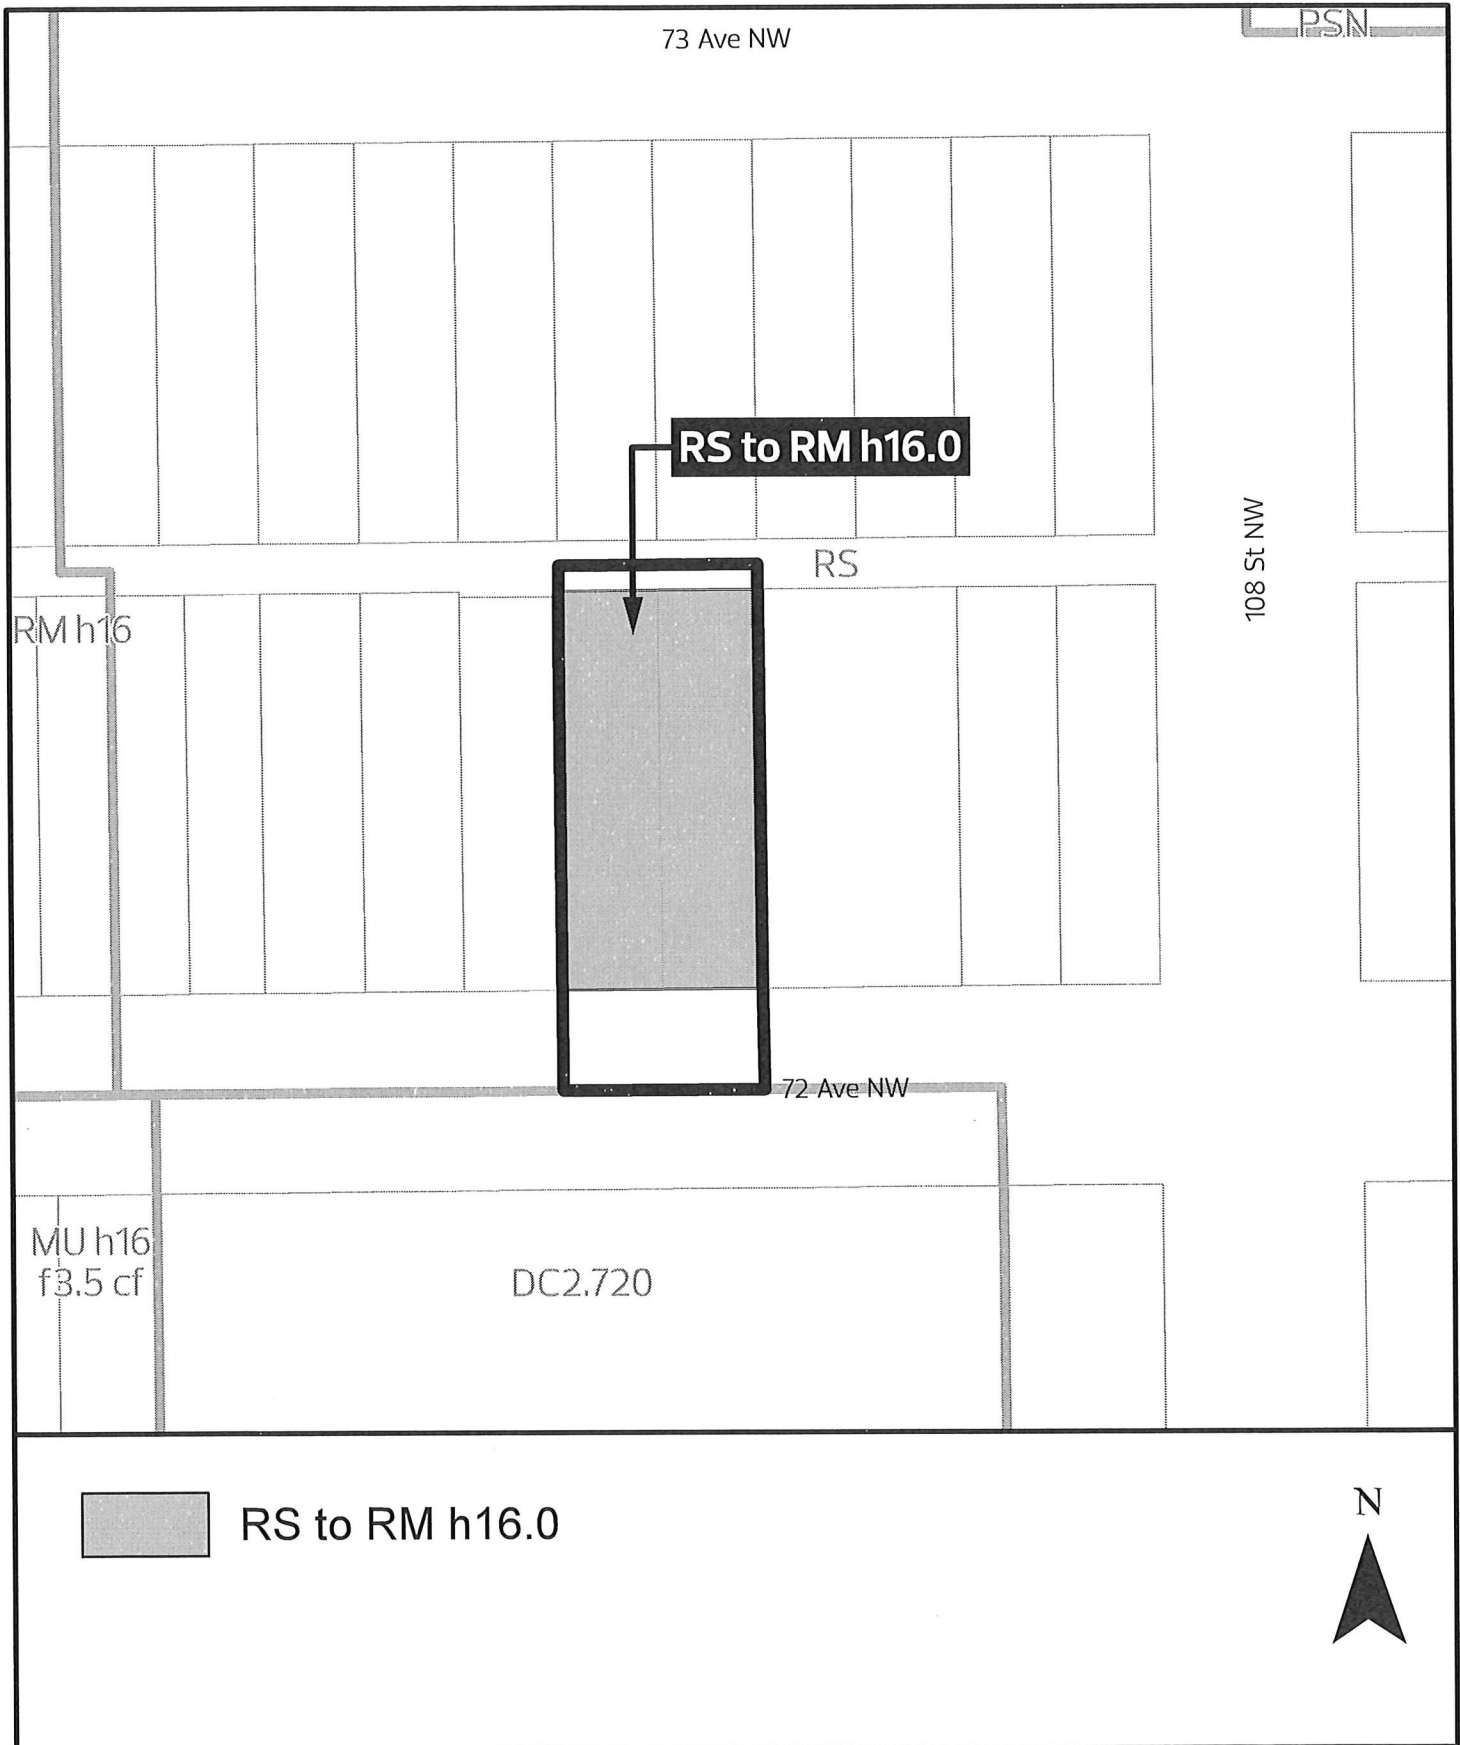 73 Ave NW
PSN
RS to RM h16.0
RS
108 St NW
RM h16
72 Ave NW
MU h16
f3.5 cf
DC2.720
RS to RM h16.0
N